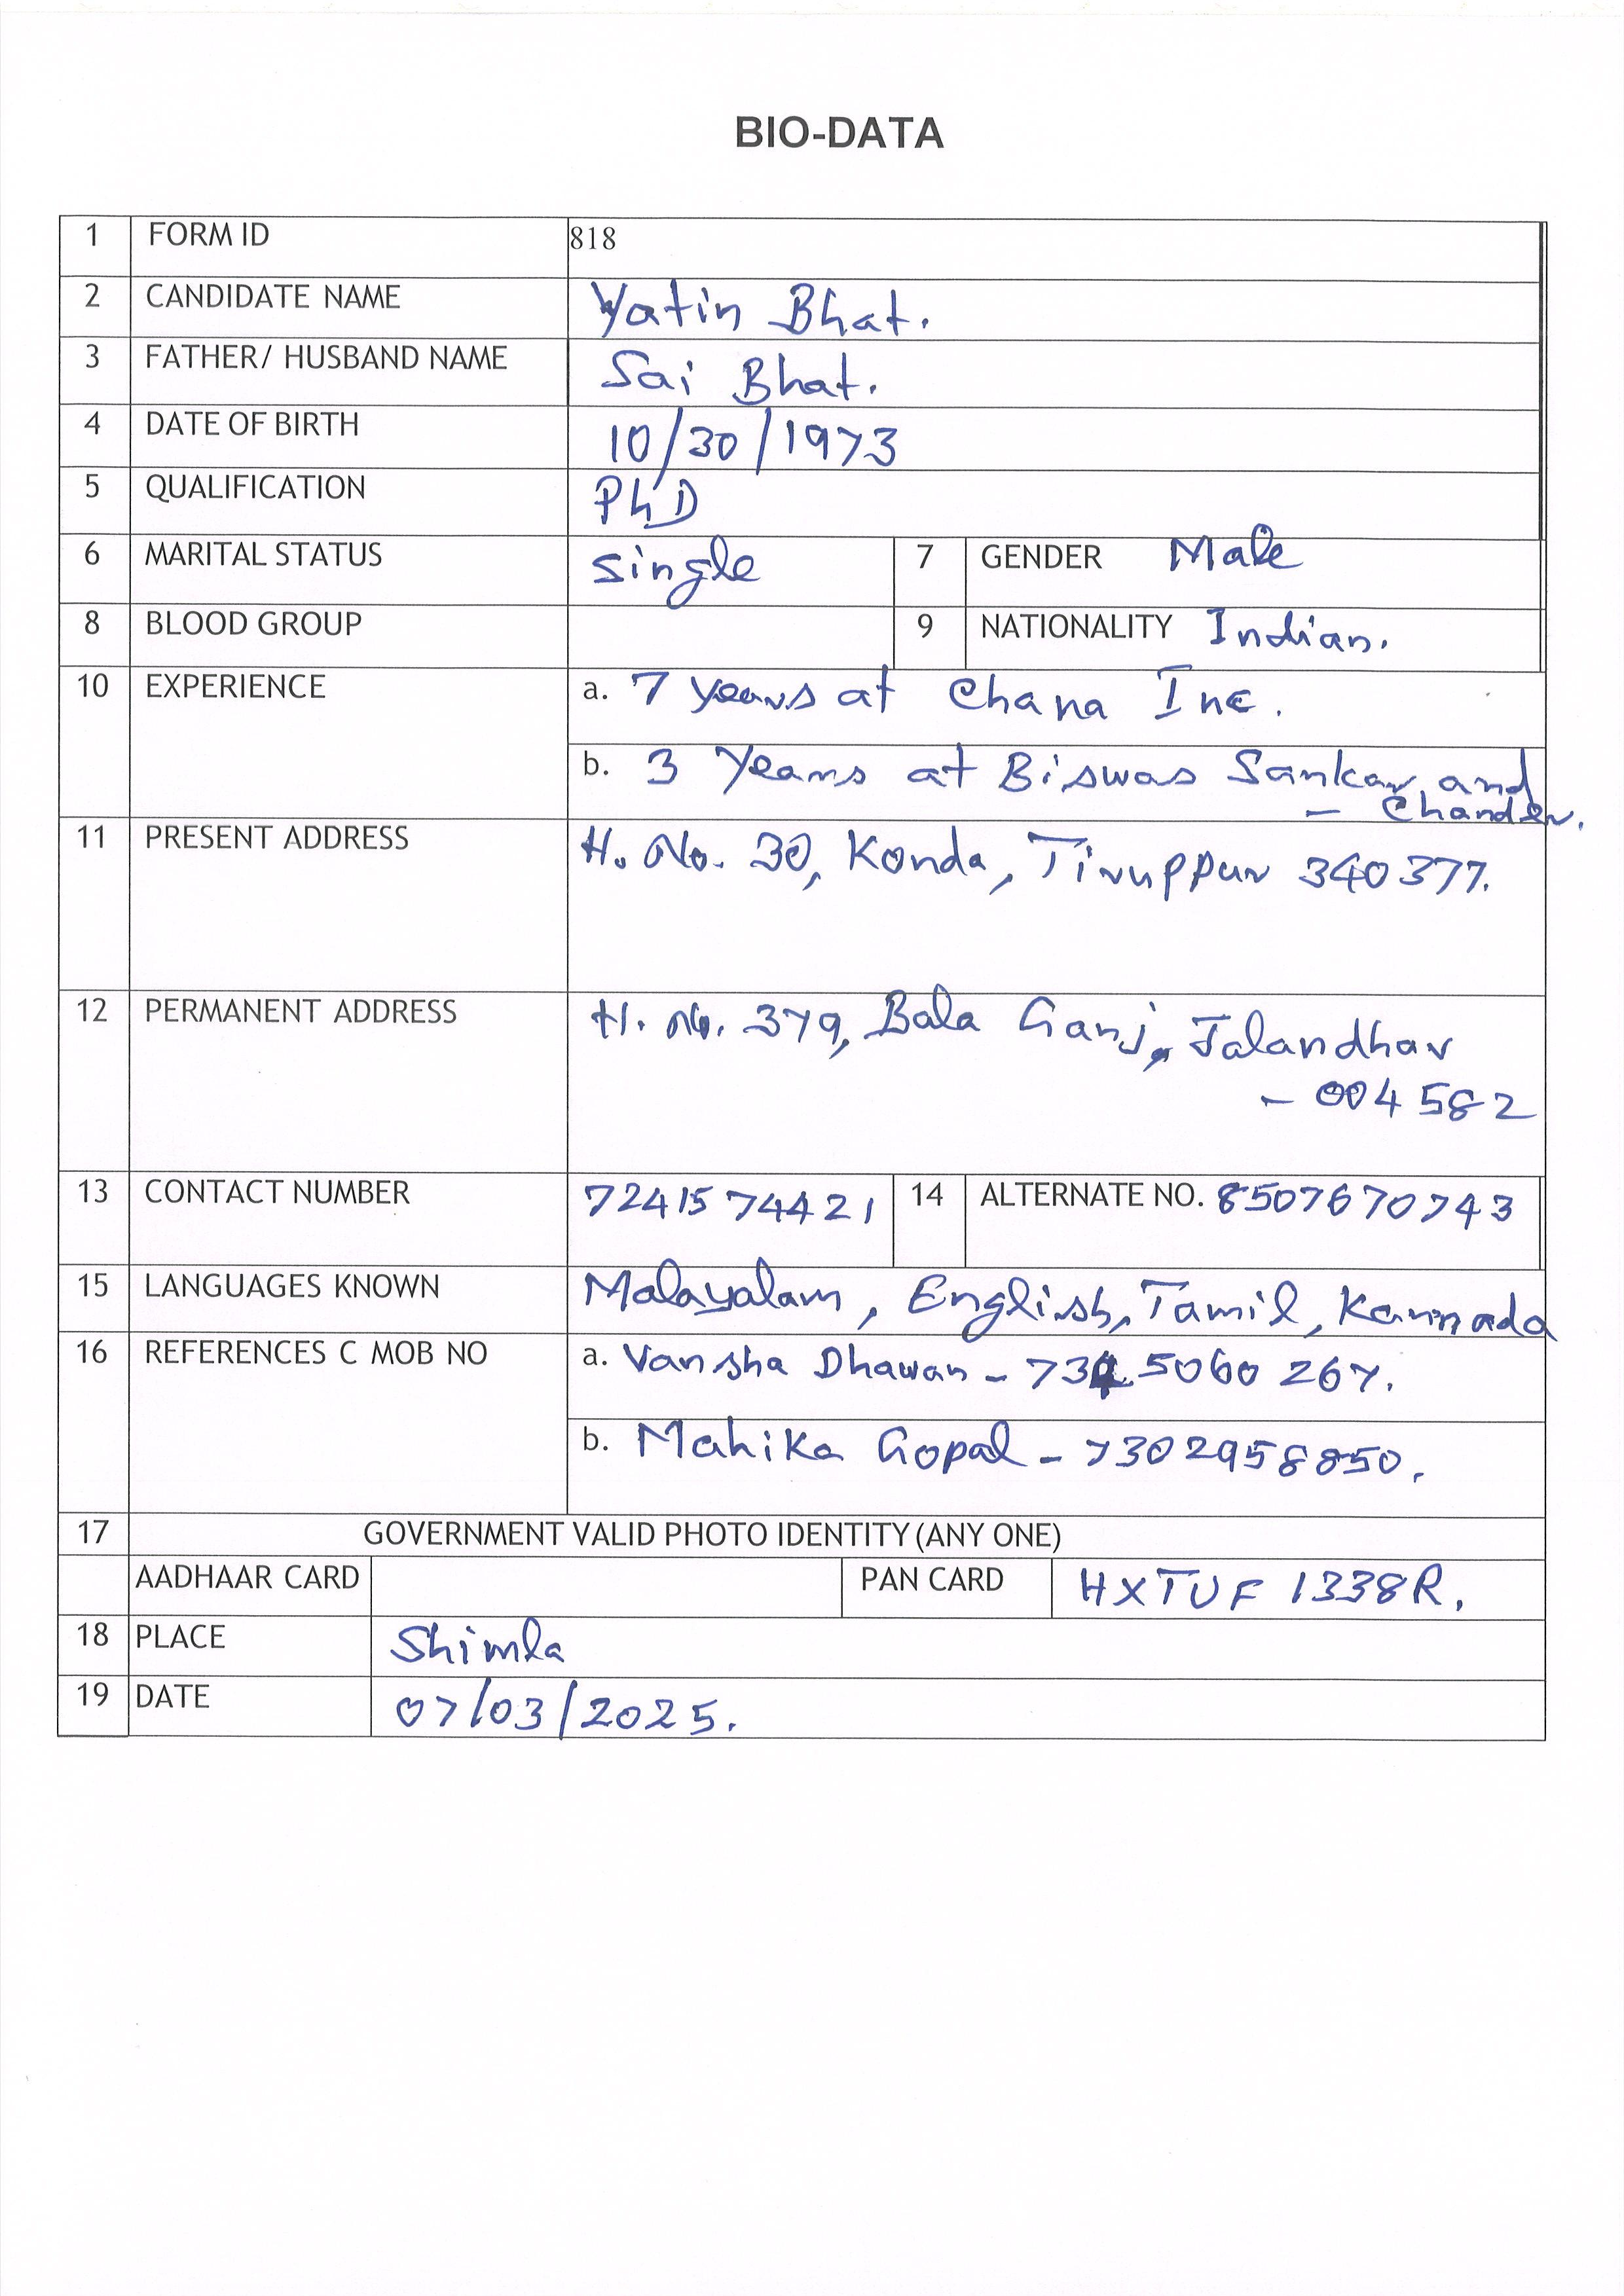 BIO-DATA
1 FORM ID 818
2 CANDIDATE NAME Yatin Bhat.
3 FATHER/ HUSBAND NAME Sai Bhat.
4 DATE OF BIRTH 10/30/1973
5 QUALIFICATION PhD
6 MARITAL STATUS single 7 GENDER Male
8 BLOOD GROUP 9 NATIONALITY Indian.
10 EXPERIENCE a. 7 years at Chana Inc.
b. 3 Years at Biswas Sankar and
- Chander.
11 PRESENT ADDRESS H. No. 30, Konda, Tiruppur 340377.
12 PERMANENT ADDRESS H. No. 379, Bala Ganj, Jalandhar
- 004582
13 CONTACT NUMBER 7241574421 14 ALTERNATE NO. 8507670743
15 LANGUAGES KNOWN Malayalam, English, Tamil, Kannada
16 REFERENCES C MOB NO a. Vansha Dhawan - 7345060267.
b. Mahika Gopal - 7302958850.
17 GOVERNMENT VALID PHOTO IDENTITY (ANY ONE)
AADHAAR CARD PAN CARD HXTUF1338R.
18 PLACE Shimla
19 DATE 07/03/2025.